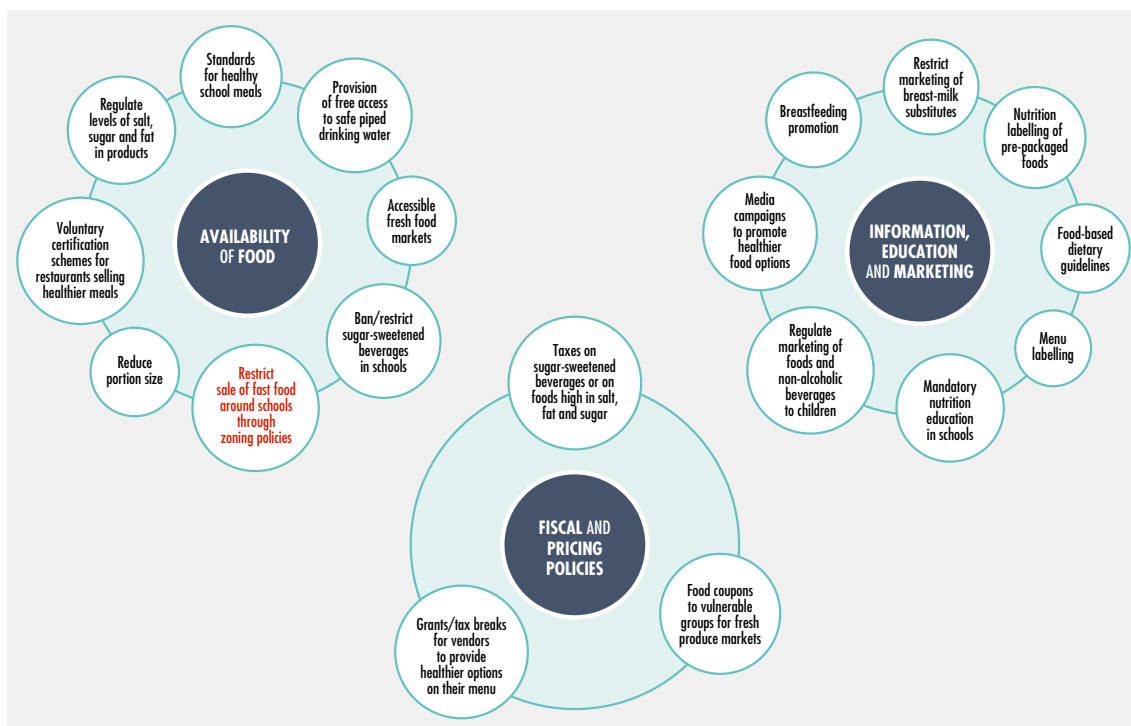 AVAILABILITY
OF FOOD
Standards
for healthy
school meals
Provision
of free access
to safe piped
drinking water
Accessible
fresh food
markets
Ban/restrict
sugar-sweetened
beverages
in schools
Restrict
sale of fast food
around schools
through
zoning policies
Reduce
portion size
Voluntary
certification
schemes for
restaurants selling
healthier meals
Regulate
levels of salt,
sugar and fat
in products
INFORMATION,
EDUCATION
AND MARKETING
Restrict
marketing of
breast-milk
substitutes
Nutrition
labelling of
pre-packaged
foods
Food-based
dietary
guidelines
Menu
labelling
Mandatory
nutrition
education
in schools
Regulate
marketing of
foods and
non-alcoholic
beverages
to children
Media
campaigns
to promote
healthier
food options
Breastfeeding
promotion
FISCAL AND
PRICING
POLICIES
Taxes on
sugar-sweetened
beverages or on
foods high in salt,
fat and sugar
Food coupons
to vulnerable
groups for fresh
produce markets
Grants/tax breaks
for vendors
to provide
healthier options
on their menu